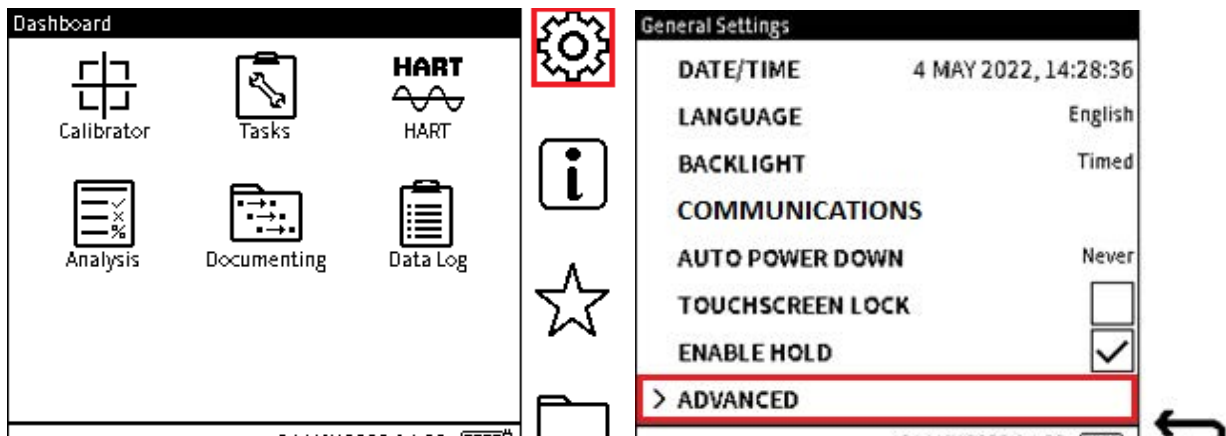 Dashboard
HART
Calibrator Tasks HART
Analysis Documenting Data Log
General Settings
DATE/TIME 4 MAY 2022, 14:28:36
LANGUAGE English
BACKLIGHT Timed
COMMUNICATIONS
AUTO POWER DOWN Never
TOUCHSCREEN LOCK
ENABLE HOLD
> ADVANCED